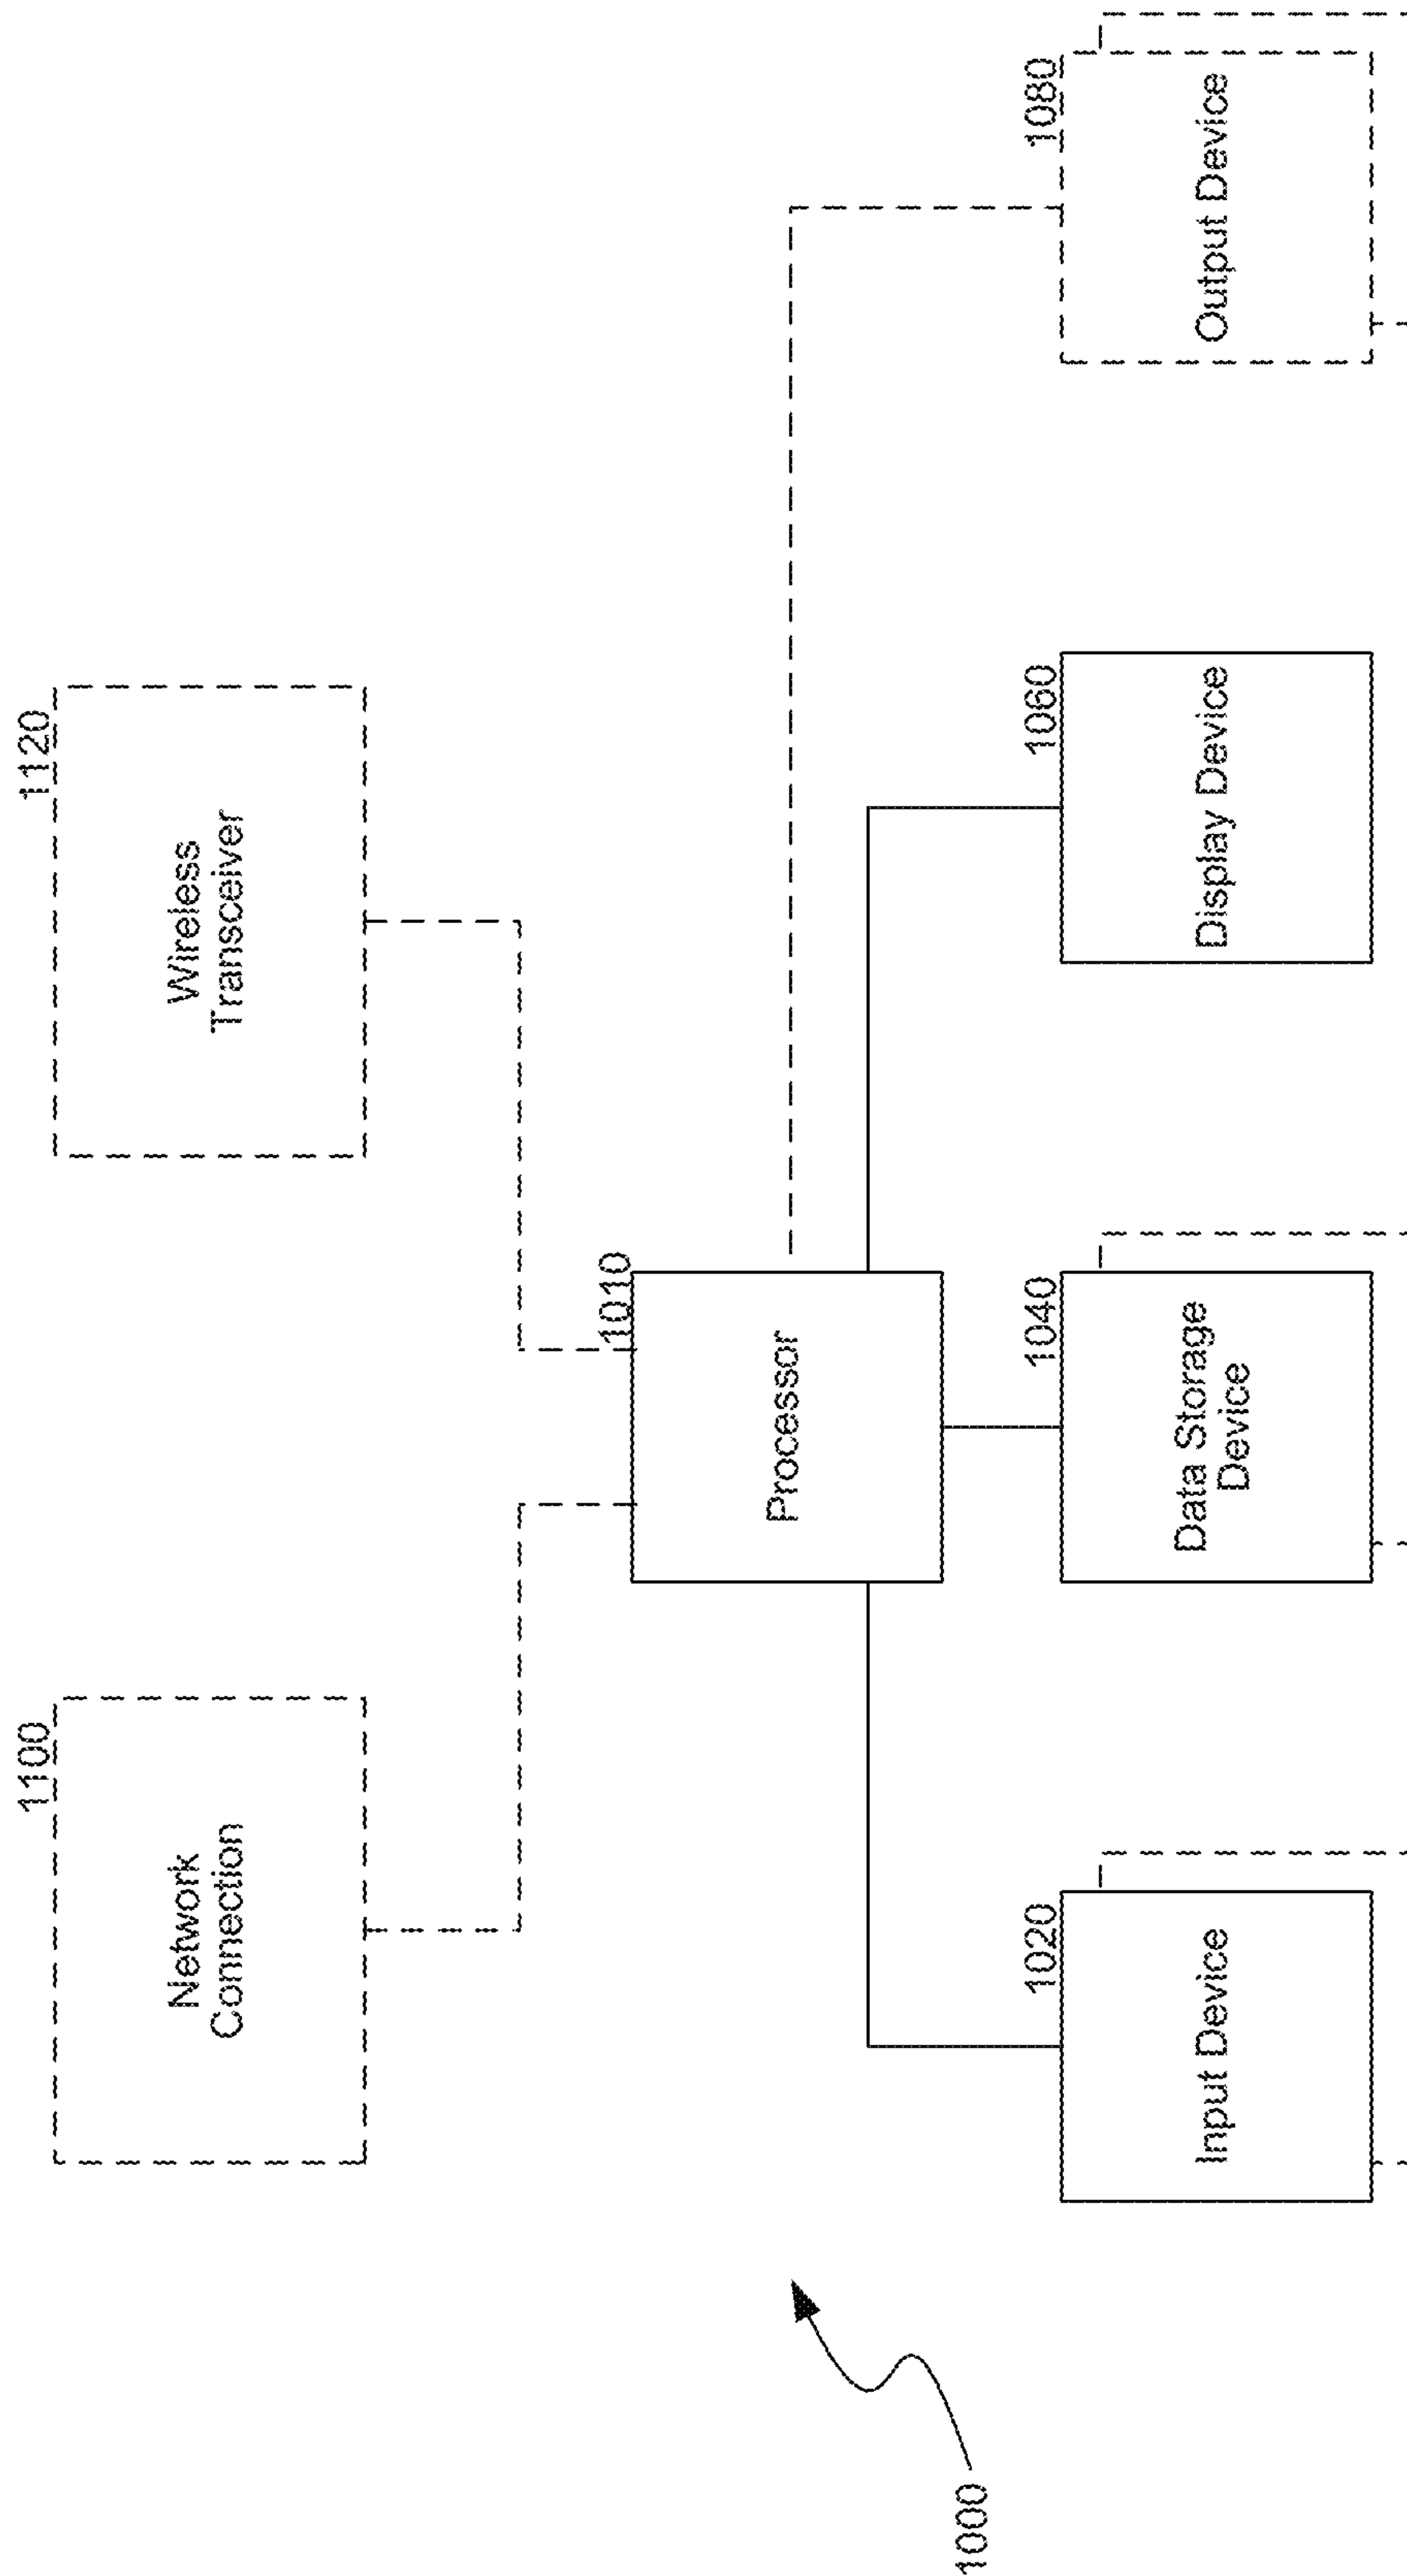 1100
Network
Connection
1120
Wireless
Transceiver
1010
Processor
1020
Input Device
1040
Data Storage
Device
1060
Display Device
1080
Output Device
1000